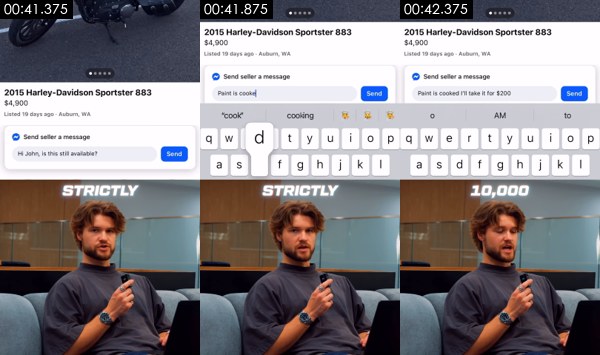 00:41.375
2015 Harley-Davidson Sportster 883
$4,900
Listed 19 days ago · Auburn, WA
Send seller a message
Hi John, is this still available?
Send
STRICTLY
00:41.875
2015 Harley-Davidson Sportster 883
$4,900
Listed 19 days ago · Auburn, WA
Send seller a message
Paint is cooke
Send
"cook"
cooking
q w d t y u i o p
a s f g h j k l
STRICTLY
00:42.375
2015 Harley-Davidson Sportster 883
$4,900
Listed 19 days ago · Auburn, WA
Send seller a message
Paint is cooked I'll take it for $200
Send
o
AM
to
q w e r t y u i o p
a s d f g h j k l
10,000